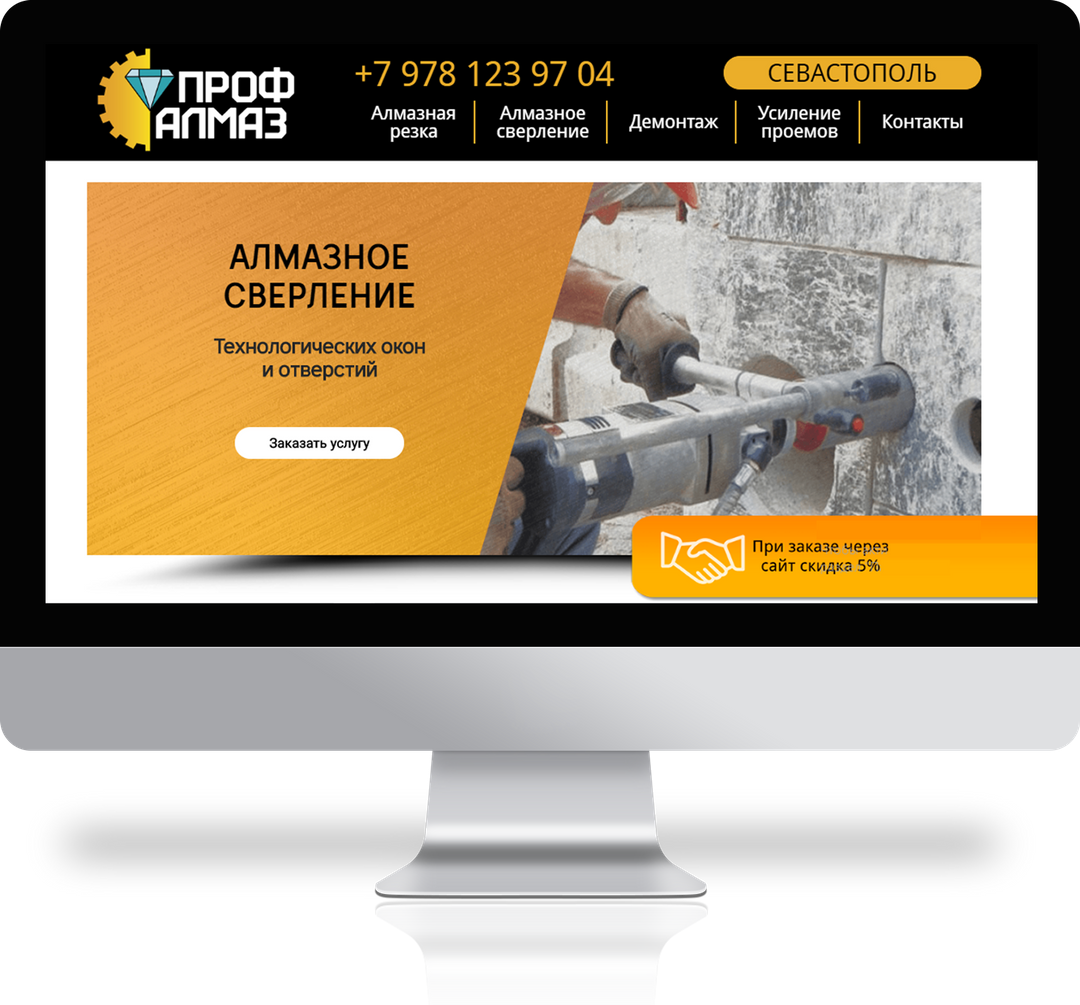 ПРОФ
АЛМАЗ
+7 978 123 97 04
СЕВАСТОПОЛЬ
Алмазная
резка
Алмазное
сверление
Демонтаж
Усиление
проемов
Контакты
АЛМАЗНОЕ
СВЕРЛЕНИЕ
Технологических окон
и отверстий
Заказать услугу
При заказе через
сайт скидка 5%